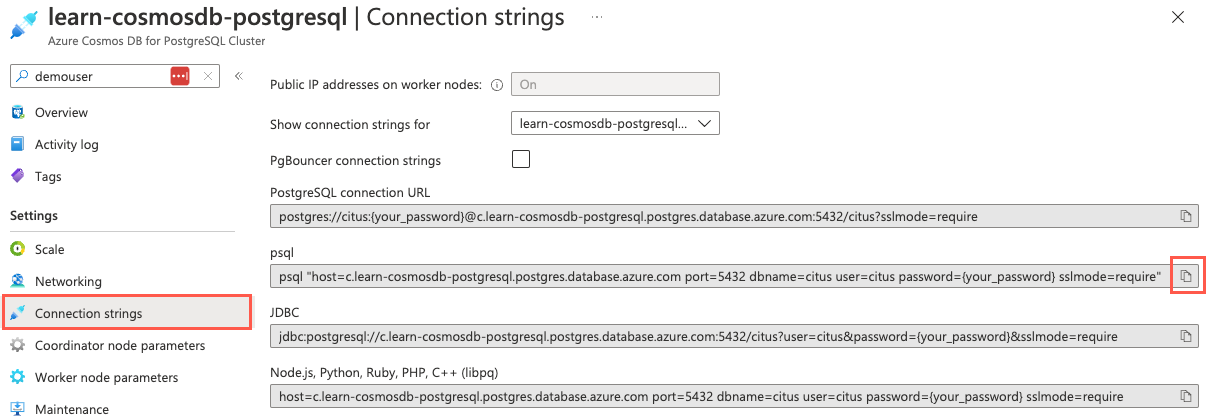 learn-cosmosdb-postgresql | Connection strings ...
Azure Cosmos DB for PostgreSQL Cluster
demouser
Overview
Activity log
Tags
Settings
Scale
Networking
Connection strings
Coordinator node parameters
Worker node parameters
Maintenance
Public IP addresses on worker nodes:
On
Show connection strings for
learn-cosmosdb-postgresql...
PgBouncer connection strings
PostgreSQL connection URL
postgres://citus:{your_password}@c.learn-cosmosdb-postgresql.postgres.database.azure.com:5432/citus?sslmode=require
psql
psql "host=c.learn-cosmosdb-postgresql.postgres.database.azure.com port=5432 dbname=citus user=citus password={your_password} sslmode=require"
JDBC
jdbc:postgresql://c.learn-cosmosdb-postgresql.postgres.database.azure.com:5432/citus?user=citus&password={your_password}&sslmode=require
Node.js, Python, Ruby, PHP, C++ (libpq)
host=c.learn-cosmosdb-postgresql.postgres.database.azure.com port=5432 dbname=citus user=citus password={your_password} sslmode=require